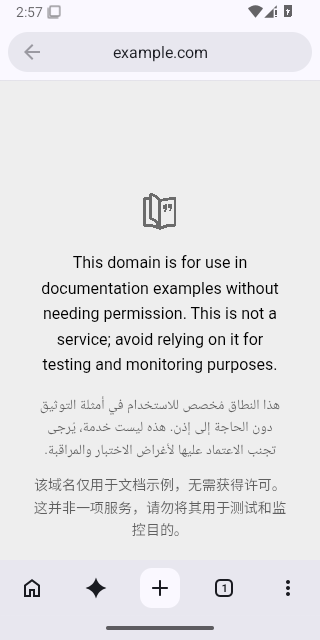 2:57
example.com
This domain is for use in
documentation examples without
needing permission. This is not a
service; avoid relying on it for
testing and monitoring purposes.
هذا النطاق مُخصص للاستخدام في أمثلة التوثيق
دون الحاجة إلى إذن. هذه ليست خدمة، يُرجى
تجنب الاعتماد عليها لأغراض الاختبار والمراقبة.
该域名仅用于文档示例，无需获得许可。
这并非一项服务，请勿将其用于测试和监
控目的。
1